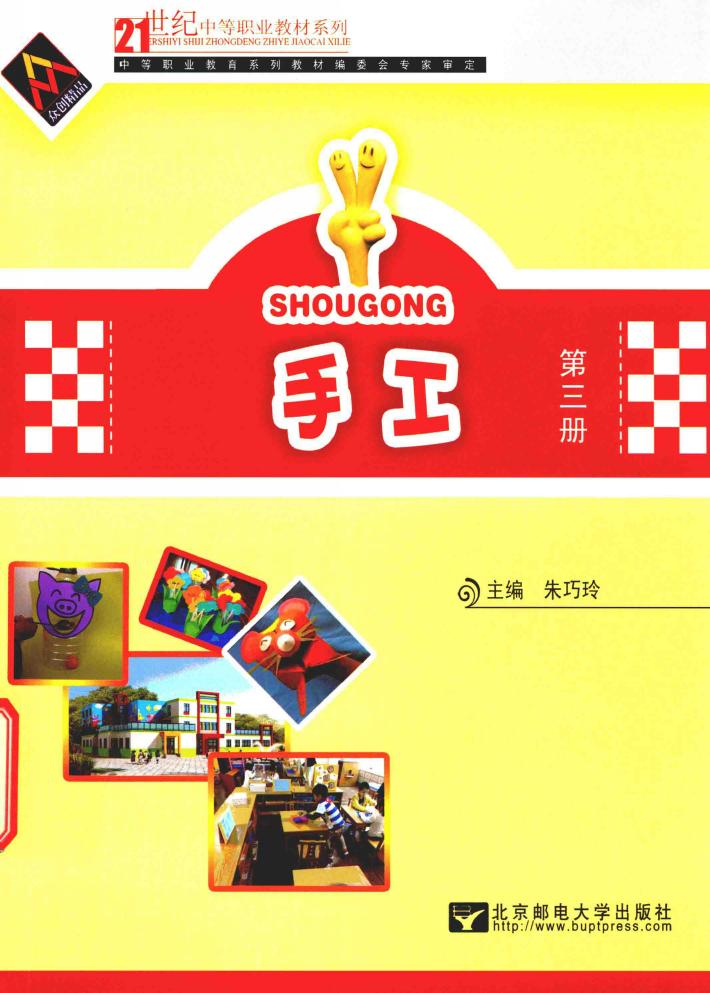 21世纪中等职业教材系列
ERSHIYI SHIJI ZHONGDENG ZHIYE JIAOCAI XILIE
中等职业教育系列教材编委会专家审定
众创精品
SHOUGONG
手工
第三册
主编 朱巧玲
北京邮电大学出版社
http://www.buptpress.com